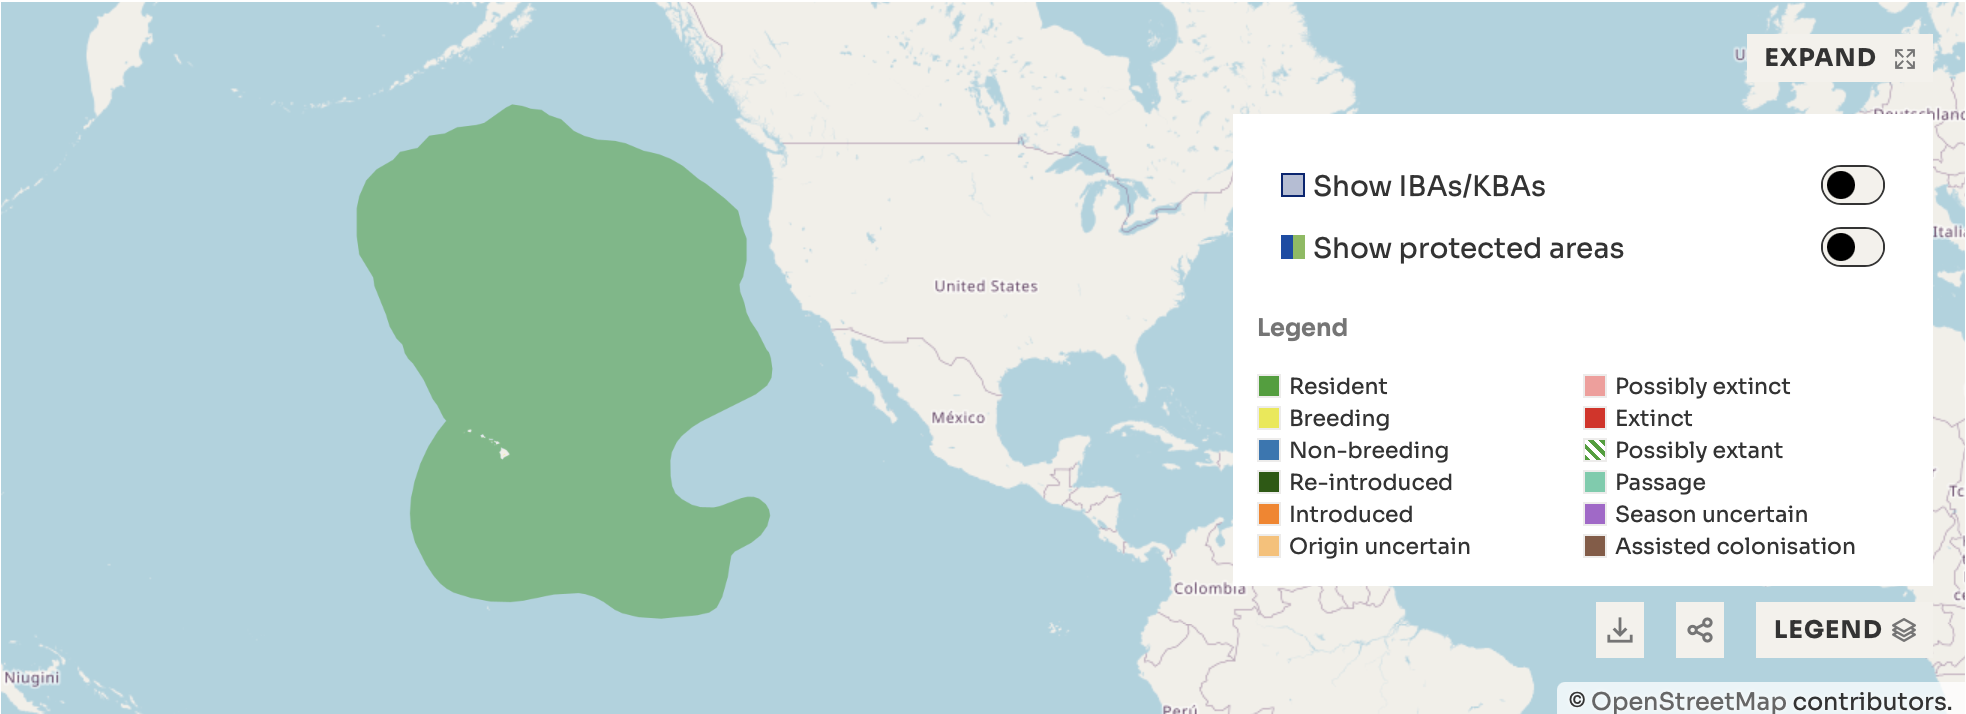 EXPAND
Deutschland
Show IBAs/KBAs
Show protected areas
United States
Legend
Resident
Breeding
Non-breeding
Re-introduced
Introduced
Origin uncertain
Possibly extinct
Extinct
Possibly extant
Passage
Season uncertain
Assisted colonisation
México
Colombia
LEGEND
Niugini
Perú
© OpenStreetMap contributors.